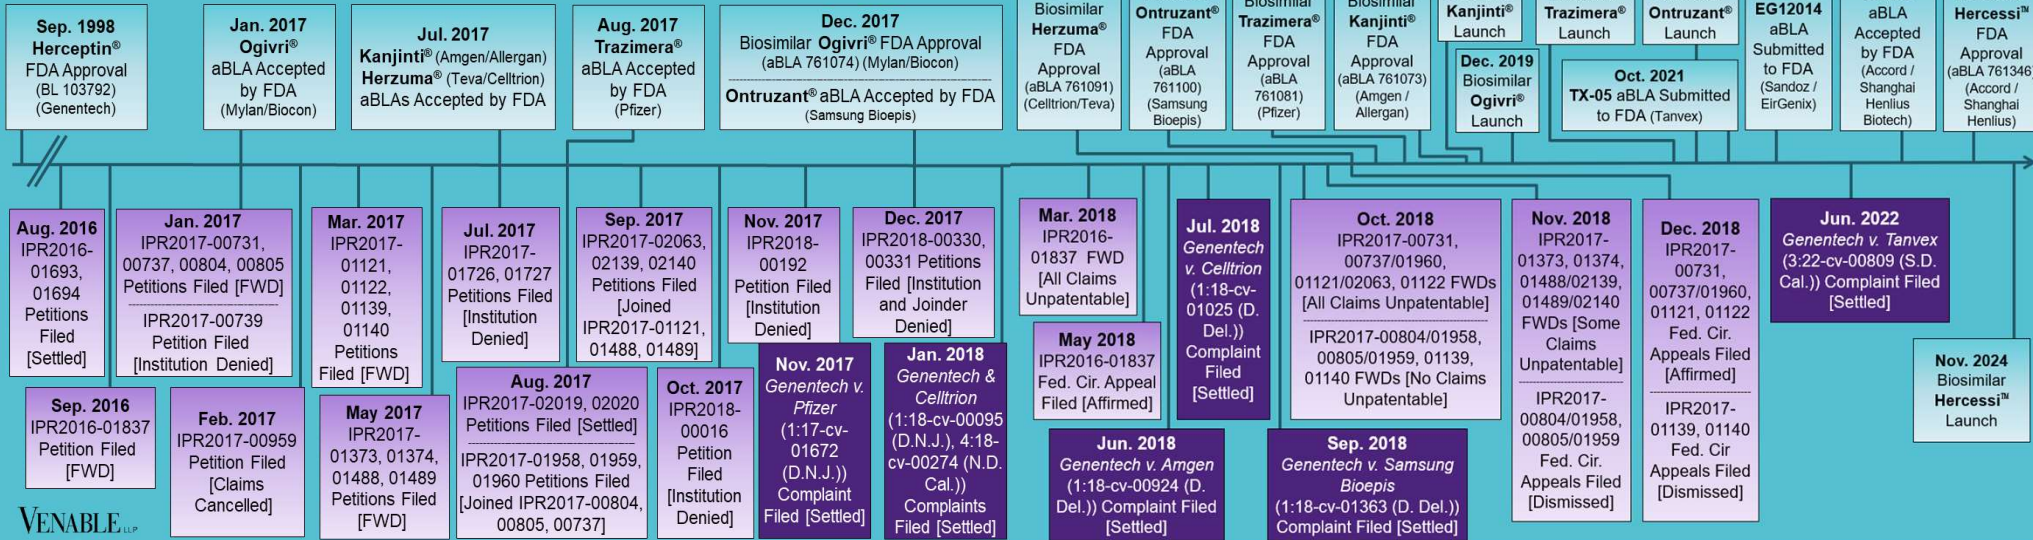 Sep. 1998
Herceptin®
FDA Approval
(BL 103792)
(Genentech)
Jan. 2017
Ogivri®
aBLA Accepted
by FDA
(Mylan/Biocon)
Jul. 2017
Kanjinti® (Amgen/Allergan)
Herzuma® (Teva/Celltrion)
aBLAs Accepted by FDA
Aug. 2017
Trazimera®
aBLA Accepted
by FDA
(Pfizer)
Dec. 2017
Biosimilar Ogivri® FDA Approval
(aBLA 761074) (Mylan/Biocon)
Ontruzant® aBLA Accepted by FDA
(Samsung Bioepis)
Biosimilar
Herzuma®
FDA
Approval
(aBLA 761091)
(Celltrion/Teva)
Ontruzant®
FDA
Approval
(aBLA
761100)
(Samsung
Bioepis)
Biosimilar
Trazimera®
FDA
Approval
(aBLA
761081)
(Pfizer)
Biosimilar
Kanjinti®
FDA
Approval
(aBLA 761073)
(Amgen /
Allergan)
Kanjinti®
Launch
Dec. 2019
Biosimilar
Ogivri®
Launch
Trazimera®
Launch
Ontruzant®
Launch
Oct. 2021
TX-05 aBLA Submitted
to FDA (Tanvex)
EG12014
aBLA
Submitted
to FDA
(Sandoz /
EirGenix)
aBLA
Accepted
by FDA
(Accord /
Shanghai
Henlius
Biotech)
Hercessi™
FDA
Approval
(aBLA 761346)
(Accord /
Shanghai
Henlius)
Aug. 2016
IPR2016-
01693,
01694
Petitions
Filed
[Settled]
Sep. 2016
IPR2016-01837
Petition Filed
[FWD]
Jan. 2017
IPR2017-00731,
00737, 00804, 00805
Petitions Filed [FWD]
IPR2017-00739
Petition Filed
[Institution Denied]
Feb. 2017
IPR2017-00959
Petition Filed
[Claims
Cancelled]
Mar. 2017
IPR2017-
01121,
01122,
01139,
01140
Petitions
Filed [FWD]
May 2017
IPR2017-
01373, 01374,
01488, 01489
Petitions Filed
[FWD]
Jul. 2017
IPR2017-
01726, 01727
Petitions Filed
[Institution
Denied]
Aug. 2017
IPR2017-02019, 02020
Petitions Filed [Settled]
IPR2017-01958, 01959,
01960 Petitions Filed
[Joined IPR2017-00804,
00805, 00737]
Sep. 2017
IPR2017-02063,
02139, 02140
Petitions Filed
[Joined
IPR2017-01121,
01488, 01489]
Oct. 2017
IPR2018-
00016
Petition
Filed
[Institution
Denied]
Nov. 2017
IPR2018-
00192
Petition Filed
[Institution
Denied]
Nov. 2017
Genentech v.
Pfizer
(1:17-cv-
01672
(D.N.J.))
Complaint
Filed [Settled]
Dec. 2017
IPR2018-00330,
00331 Petitions
Filed [Institution
and Joinder
Denied]
Jan. 2018
Genentech &
Celltrion
(1:18-cv-00095
(D.N.J.), 4:18-
cv-00274 (N.D.
Cal.))
Complaints
Filed [Settled]
Mar. 2018
IPR2016-
01837 FWD
[All Claims
Unpatentable]
May 2018
IPR2016-01837
Fed. Cir. Appeal
Filed [Affirmed]
Jun. 2018
Genentech v. Amgen
(1:18-cv-00924 (D.
Del.)) Complaint Filed
[Settled]
Jul. 2018
Genentech
v. Celltrion
(1:18-cv-
01025 (D.
Del.))
Complaint
Filed
[Settled]
Sep. 2018
Genentech v. Samsung
Bioepis
(1:18-cv-01363 (D. Del.))
Complaint Filed [Settled]
Oct. 2018
IPR2017-00731,
00737/01960,
01121/02063, 01122 FWDs
[All Claims Unpatentable]
IPR2017-00804/01958,
00805/01959, 01139,
01140 FWDs [No Claims
Unpatentable]
Nov. 2018
IPR2017-
01373, 01374,
01488/02139,
01489/02140
FWDs [Some
Claims
Unpatentable]
IPR2017-
00804/01958,
00805/01959
Fed. Cir.
Appeals Filed
[Dismissed]
Dec. 2018
IPR2017-
00731,
00737/01960,
01121, 01122
Fed. Cir.
Appeals Filed
[Affirmed]
IPR2017-
01139, 01140
Fed. Cir
Appeals Filed
[Dismissed]
Jun. 2022
Genentech v. Tanvex
(3:22-cv-00809 (S.D.
Cal.)) Complaint Filed
[Settled]
Nov. 2024
Biosimilar
Hercessi™
Launch
VENABLE LLP